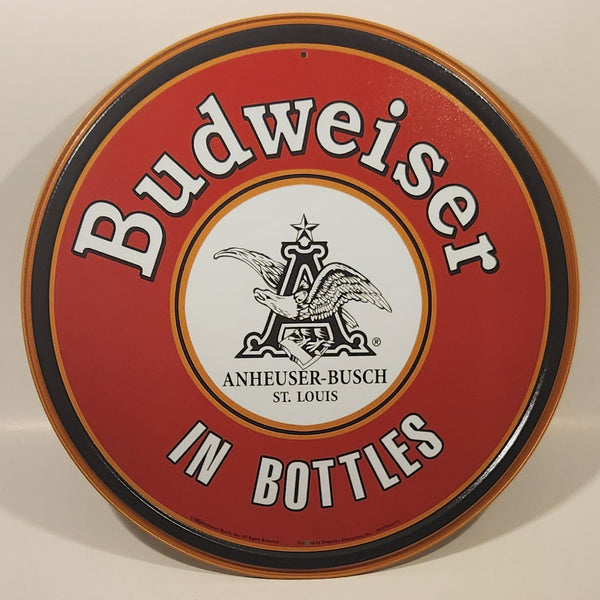 Budweiser
A
®
ANHEUSER-BUSCH
ST. LOUIS
IN BOTTLES